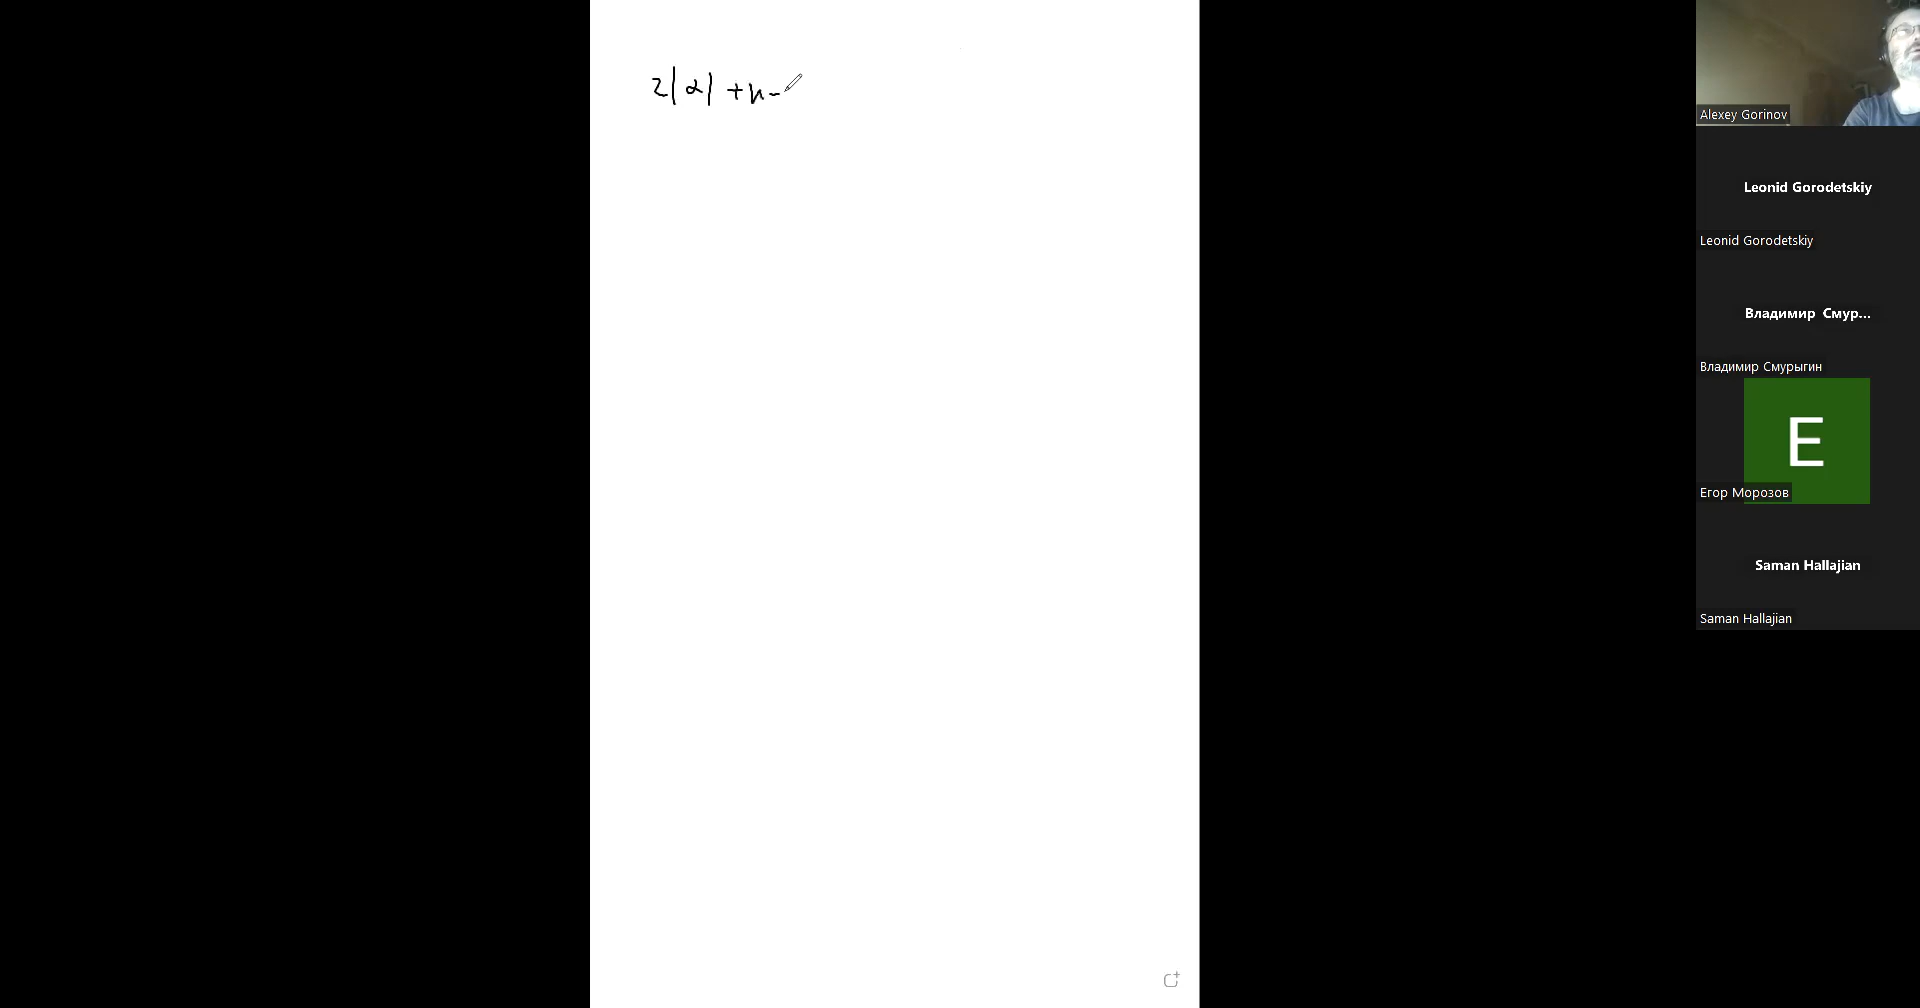 2|α| + n -
Alexey Gorinov
Leonid Gorodetskiy
Leonid Gorodetskiy
Владимир Смур...
Владимир Смурыгин
E
Егор Морозов
Saman Hallajian
Saman Hallajian